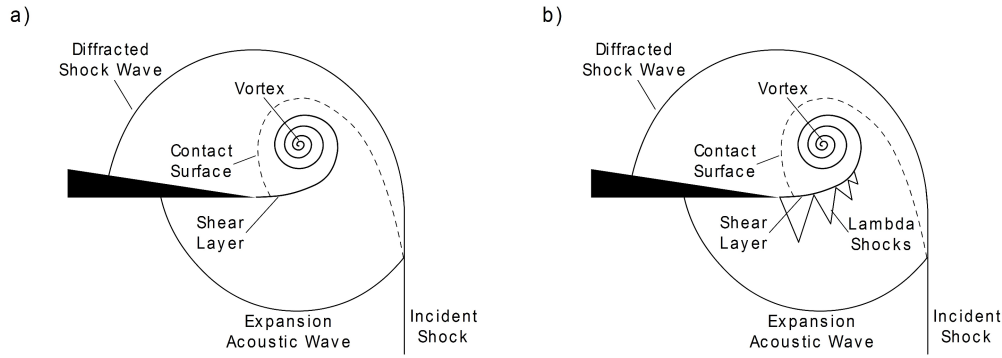 a)
Diffracted
Shock Wave
Vortex
Contact
Surface
Shear
Layer
Expansion
Acoustic Wave
Incident
Shock
b)
Diffracted
Shock Wave
Vortex
Contact
Surface
Shear
Layer
Lambda
Shocks
Expansion
Acoustic Wave
Incident
Shock